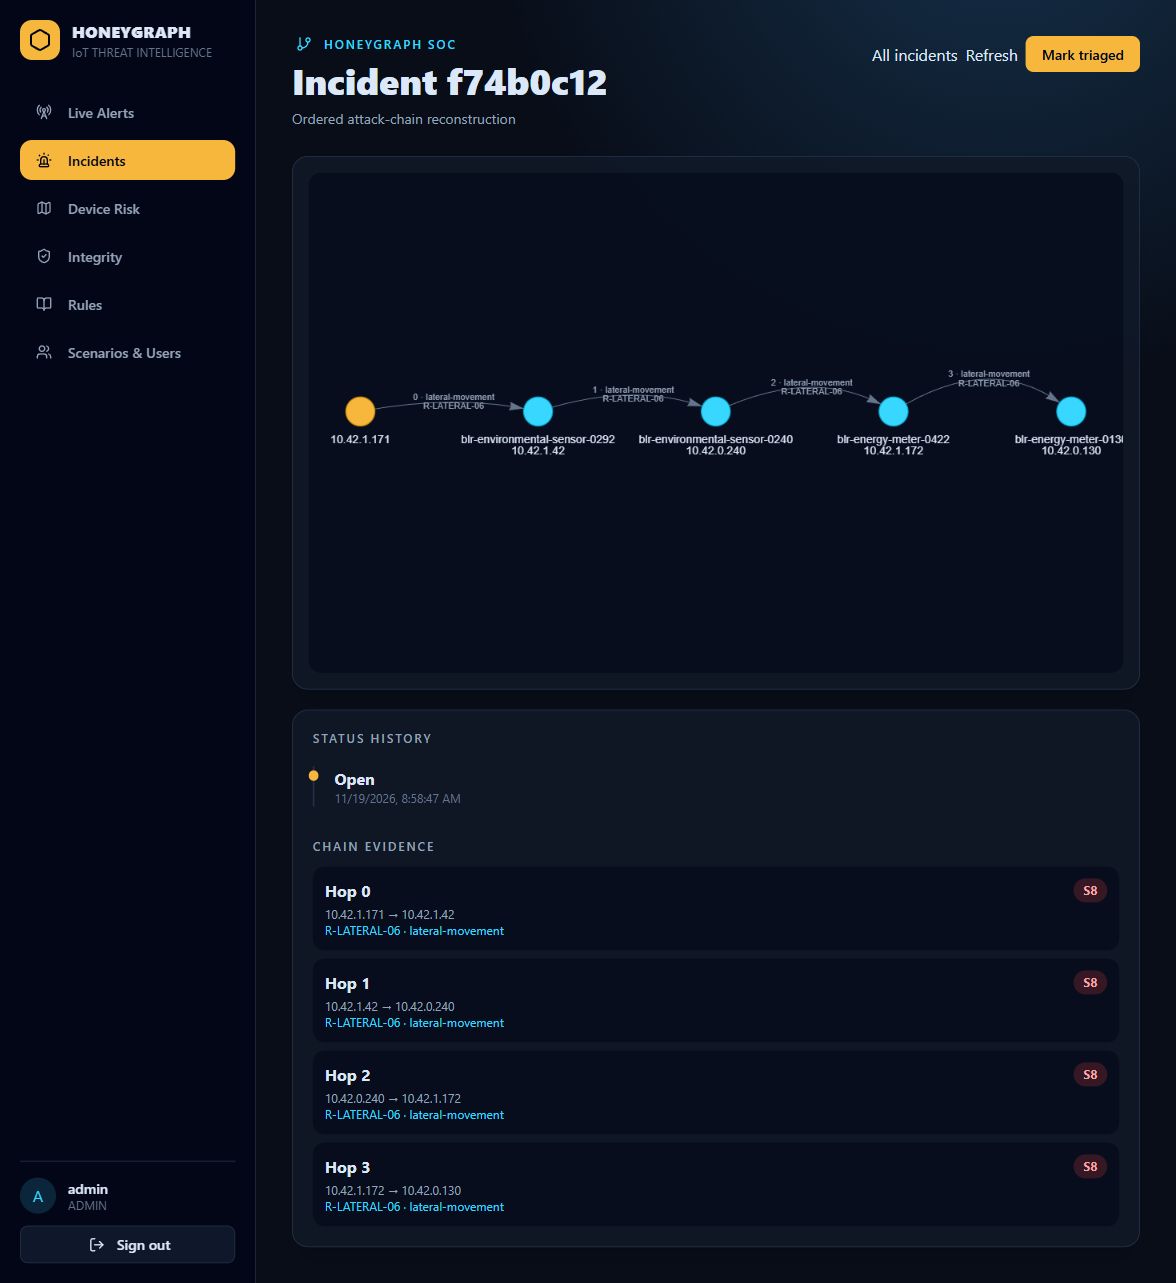 HONEYGRAPH
IoT THREAT INTELLIGENCE
Live Alerts
Incidents
Device Risk
Integrity
Rules
Scenarios & Users
A
admin
ADMIN
Sign out
HONEYGRAPH SOC
Incident f74b0c12
Ordered attack-chain reconstruction
All incidents Refresh Mark triaged
0 · lateral-movement
R-LATERAL-06
1 · lateral-movement
R-LATERAL-06
2 · lateral-movement
R-LATERAL-06
3 · lateral-movement
R-LATERAL-06
10.42.1.171
blr-environmental-sensor-0292
10.42.1.42
blr-environmental-sensor-0240
10.42.0.240
blr-energy-meter-0422
10.42.1.172
blr-energy-meter-0130
10.42.0.130
STATUS HISTORY
Open
11/19/2026, 8:58:47 AM
CHAIN EVIDENCE
Hop 0
S8
10.42.1.171 → 10.42.1.42
R-LATERAL-06 · lateral-movement
Hop 1
S8
10.42.1.42 → 10.42.0.240
R-LATERAL-06 · lateral-movement
Hop 2
S8
10.42.0.240 → 10.42.1.172
R-LATERAL-06 · lateral-movement
Hop 3
S8
10.42.1.172 → 10.42.0.130
R-LATERAL-06 · lateral-movement